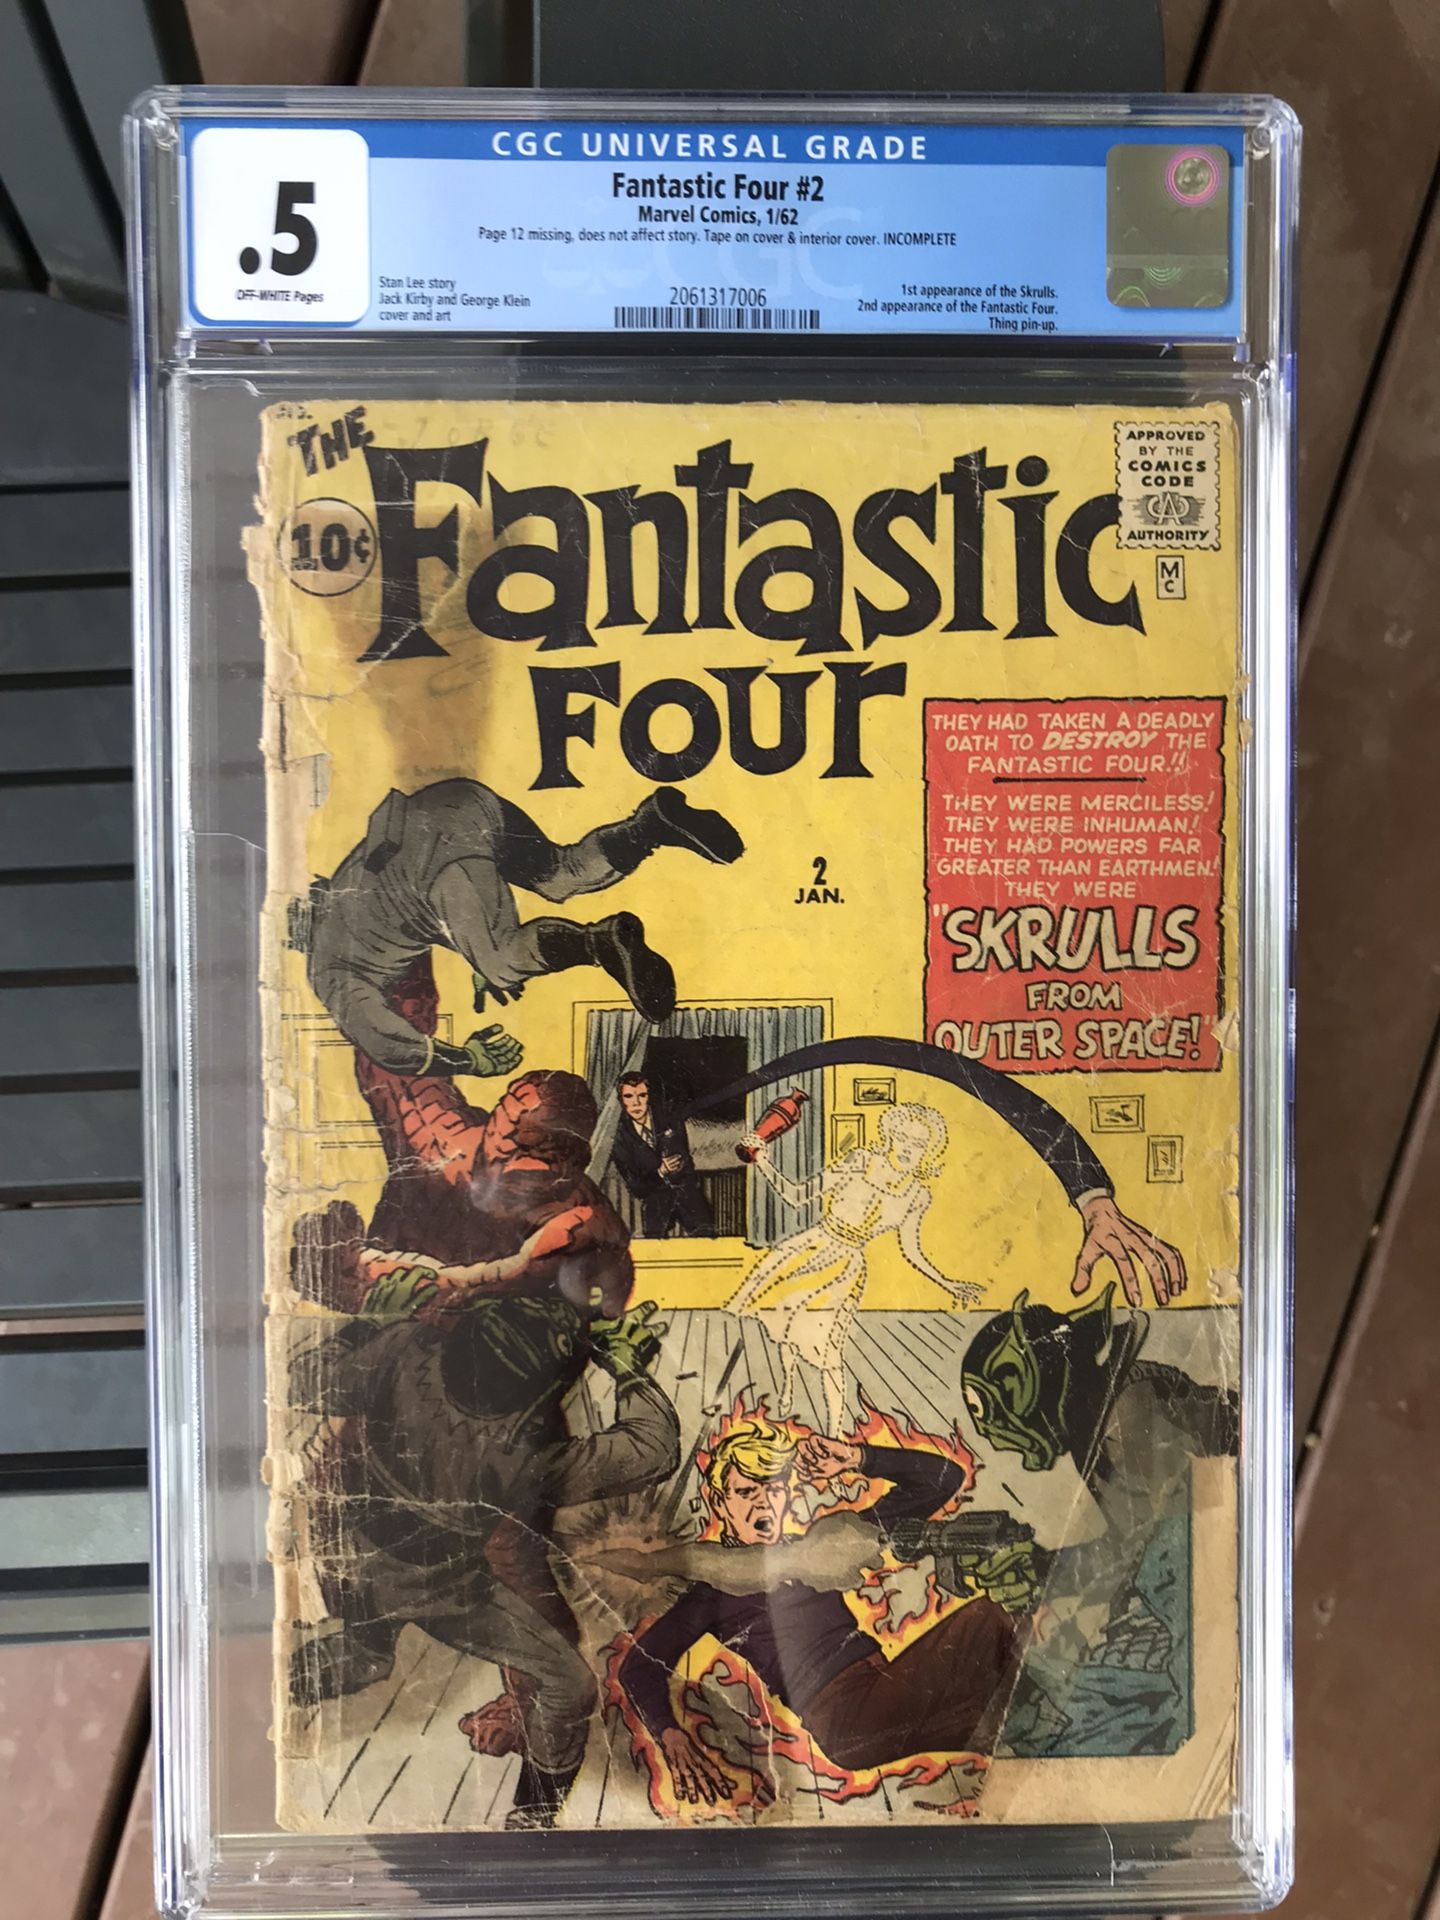 CGC UNIVERSAL GRADE
.5
OFF-WHITE Pages
Fantastic Four #2
Marvel Comics, 1/62
Page 12 missing, does not affect story. Tape on cover & interior cover. INCOMPLETE
Stan Lee story
Jack Kirby and George Klein
cover and art
2061317006
1st appearance of the Skrulls.
2nd appearance of the Fantastic Four.
Thing pin-up.
CGC
THE
10¢
Fantastic
Four
APPROVED
BY THE
COMICS
CODE
CA
AUTHORITY
M
C
THEY HAD TAKEN A DEADLY
OATH TO DESTROY THE
FANTASTIC FOUR!!
THEY WERE MERCILESS!
THEY WERE INHUMAN!
THEY HAD POWERS FAR
GREATER THAN EARTHMEN!
THEY WERE
"SKRULLS
FROM
OUTER SPACE!"
2
JAN.